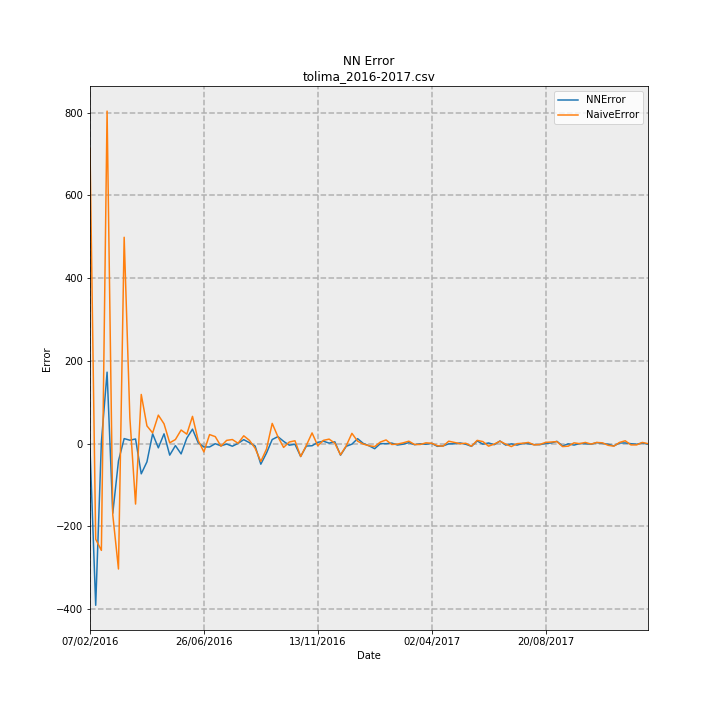 NN Error
tolima_2016-2017.csv
NNError
NaiveError
800
600
400
200
0
−200
−400
Error
07/02/2016
26/06/2016
13/11/2016
02/04/2017
20/08/2017
Date